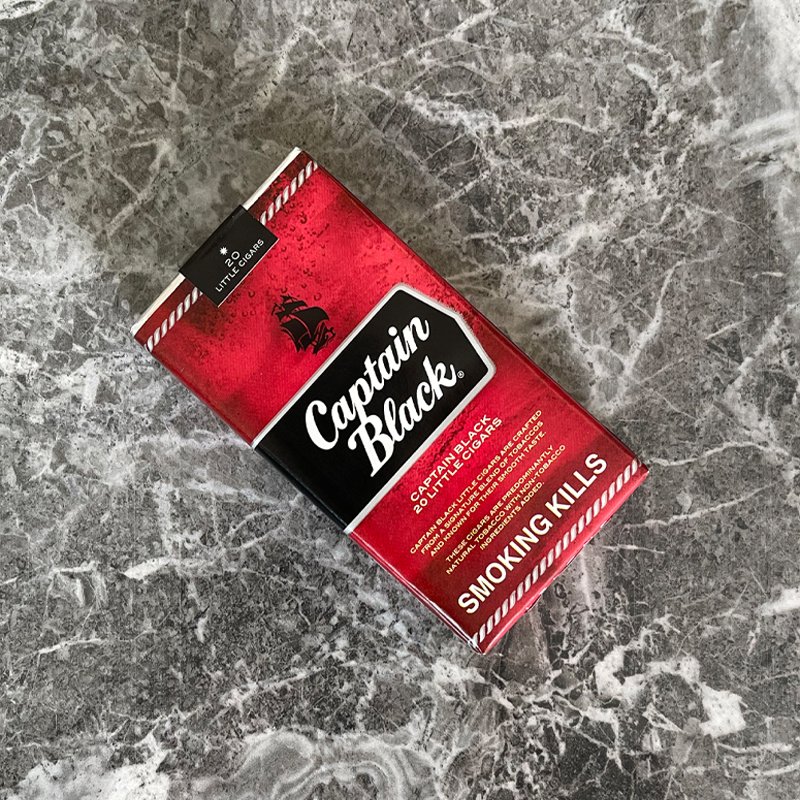 20
LITTLE CIGARS
Captain
Black®
CAPTAIN BLACK
20 LITTLE CIGARS
CAPTAIN BLACK LITTLE CIGARS ARE CRAFTED
FROM A SIGNATURE BLEND OF TOBACCOS
AND KNOWN FOR THEIR SMOOTH TASTE.
THESE CIGARS ARE PREDOMINANTLY
NATURAL TOBACCO WITH NON-TOBACCO
INGREDIENTS ADDED.
SMOKING KILLS